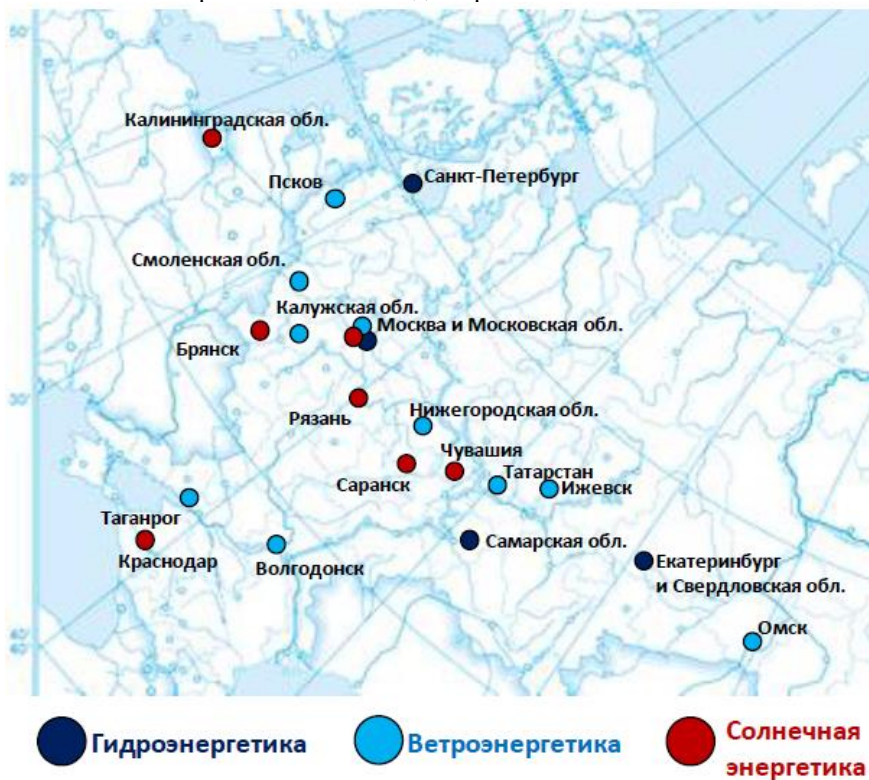 Калининградская обл.
Псков
Санкт-Петербург
Смоленская обл.
Калужская обл.
Москва и Московская обл.
Брянск
Рязань
Нижегородская обл.
Чувашия
Саранск
Татарстан
Ижевск
Таганрог
Краснодар
Волгодонск
Самарская обл.
Екатеринбург
и Свердловская обл.
Омск
Гидроэнергетика
Ветроэнергетика
Солнечная
энергетика